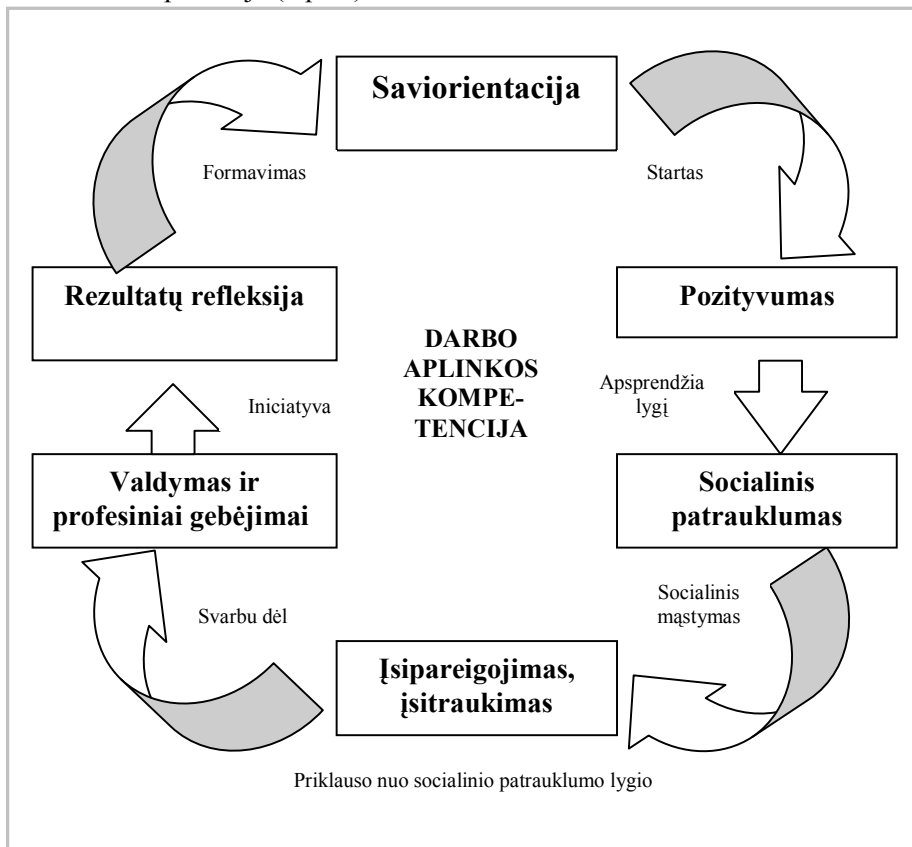 Saviorientacija
Formavimas
Startas
Rezultatų refleksija
Pozityvumas
DARBO
APLINKOS
KOMPE-
TENCIJA
Apsprendžia
lygį
Iniciatyva
Valdymas ir
profesiniai gebėjimai
Socialinis
patrauklumas
Svarbu dėl
Socialinis
mąstymas
Įsipareigojimas,
įsitraukimas
Priklauso nuo socialinio patrauklumo lygio